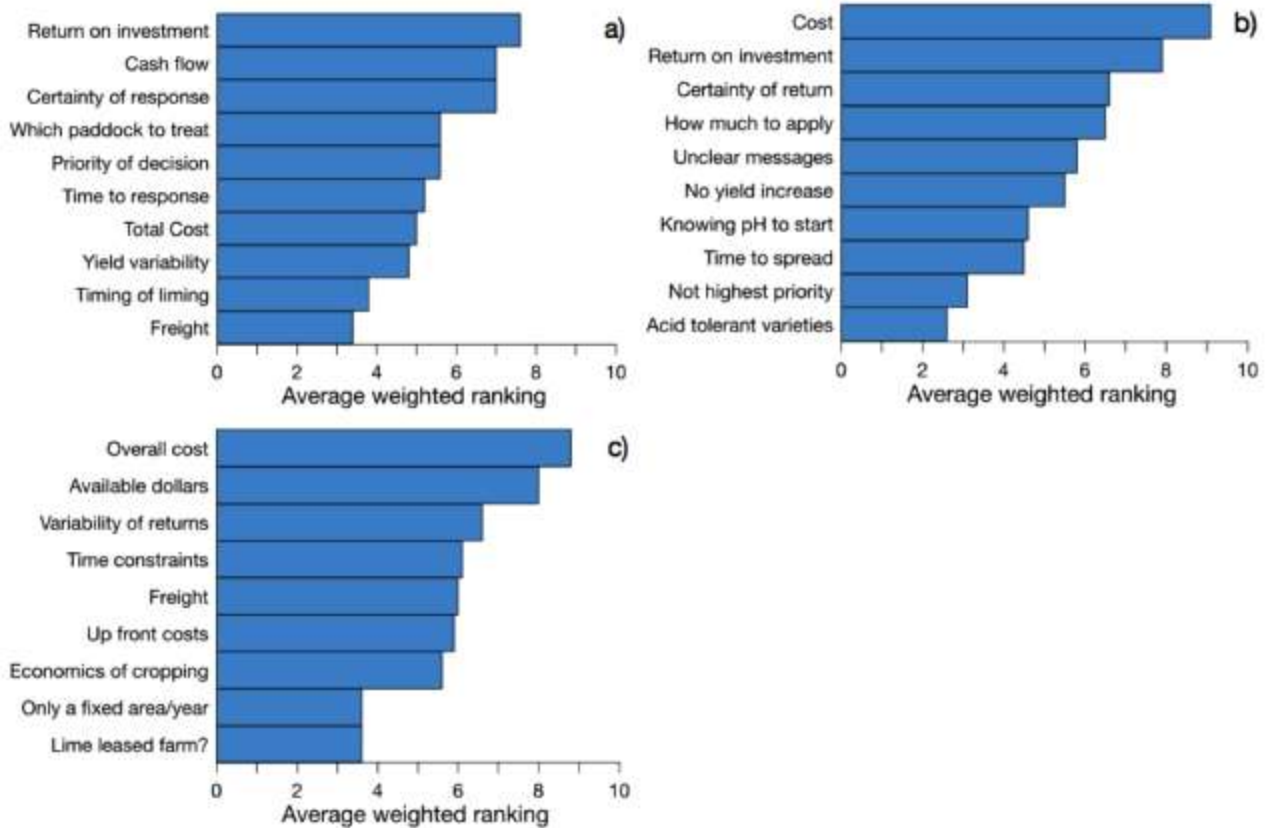 a)
Return on investment
Cash flow
Certainty of response
Which paddock to treat
Priority of decision
Time to response
Total Cost
Yield variability
Timing of liming
Freight
0 2 4 6 8 10
Average weighted ranking
b)
Cost
Return on investment
Certainty of return
How much to apply
Unclear messages
No yield increase
Knowing pH to start
Time to spread
Not highest priority
Acid tolerant varieties
0 2 4 6 8 10
Average weighted ranking
c)
Overall cost
Available dollars
Variability of returns
Time constraints
Freight
Up front costs
Economics of cropping
Only a fixed area/year
Lime leased farm?
0 2 4 6 8 10
Average weighted ranking